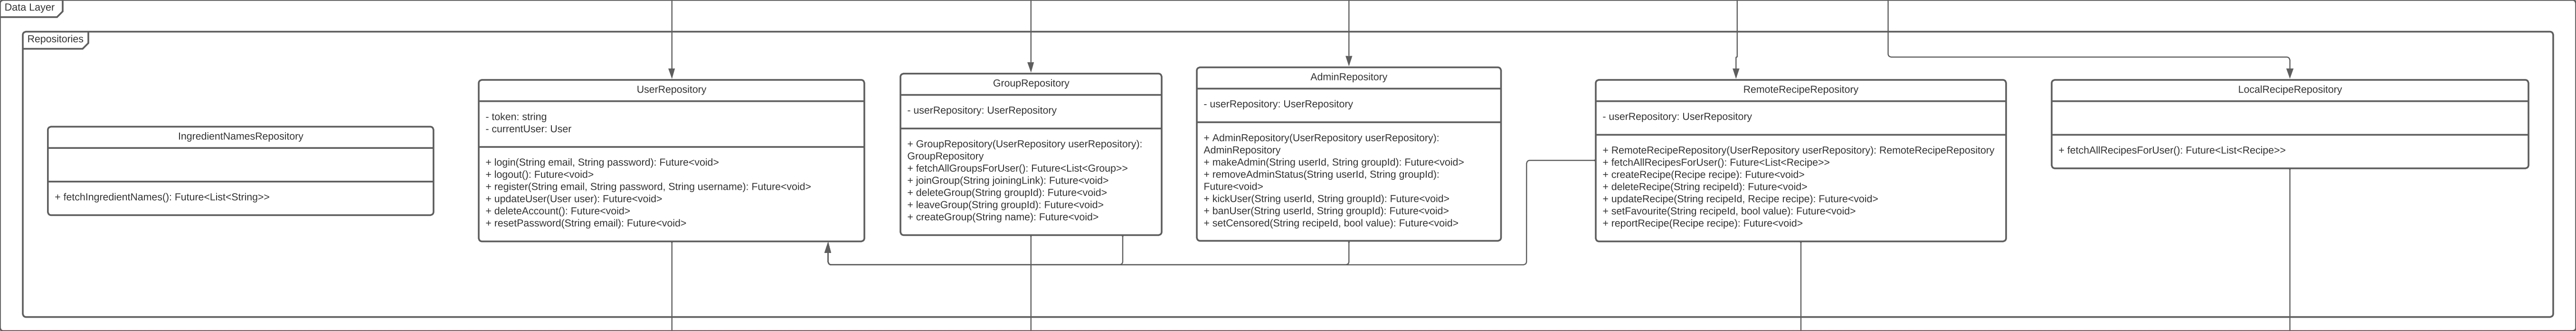 Data Layer
Repositories
IngredientNamesRepository
+ fetchIngredientNames(): Future<List<String>>
UserRepository
- token: string
- currentUser: User
+ login(String email, String password): Future<void>
+ logout(): Future<void>
+ register(String email, String password, String username): Future<void>
+ updateUser(User user): Future<void>
+ deleteAccount(): Future<void>
+ resetPassword(String email): Future<void>
GroupRepository
- userRepository: UserRepository
+ GroupRepository(UserRepository userRepository):
GroupRepository
+ fetchAllGroupsForUser(): Future<List<Group>>
+ joinGroup(String joiningLink): Future<void>
+ deleteGroup(String groupId): Future<void>
+ leaveGroup(String groupId): Future<void>
+ createGroup(String name): Future<void>
AdminRepository
- userRepository: UserRepository
+ AdminRepository(UserRepository userRepository):
AdminRepository
+ makeAdmin(String userId, String groupId): Future<void>
+ removeAdminStatus(String userId, String groupId):
Future<void>
+ kickUser(String userId, String groupId): Future<void>
+ banUser(String userId, String groupId): Future<void>
+ setCensored(String recipeId, bool value): Future<void>
RemoteRecipeRepository
- userRepository: UserRepository
+ RemoteRecipeRepository(UserRepository userRepository): RemoteRecipeRepository
+ fetchAllRecipesForUser(): Future<List<Recipe>>
+ createRecipe(Recipe recipe): Future<void>
+ deleteRecipe(String recipeId): Future<void>
+ updateRecipe(String recipeId, Recipe recipe): Future<void>
+ setFavourite(String recipeId, bool value): Future<void>
+ reportRecipe(Recipe recipe): Future<void>
LocalRecipeRepository
+ fetchAllRecipesForUser(): Future<List<Recipe>>